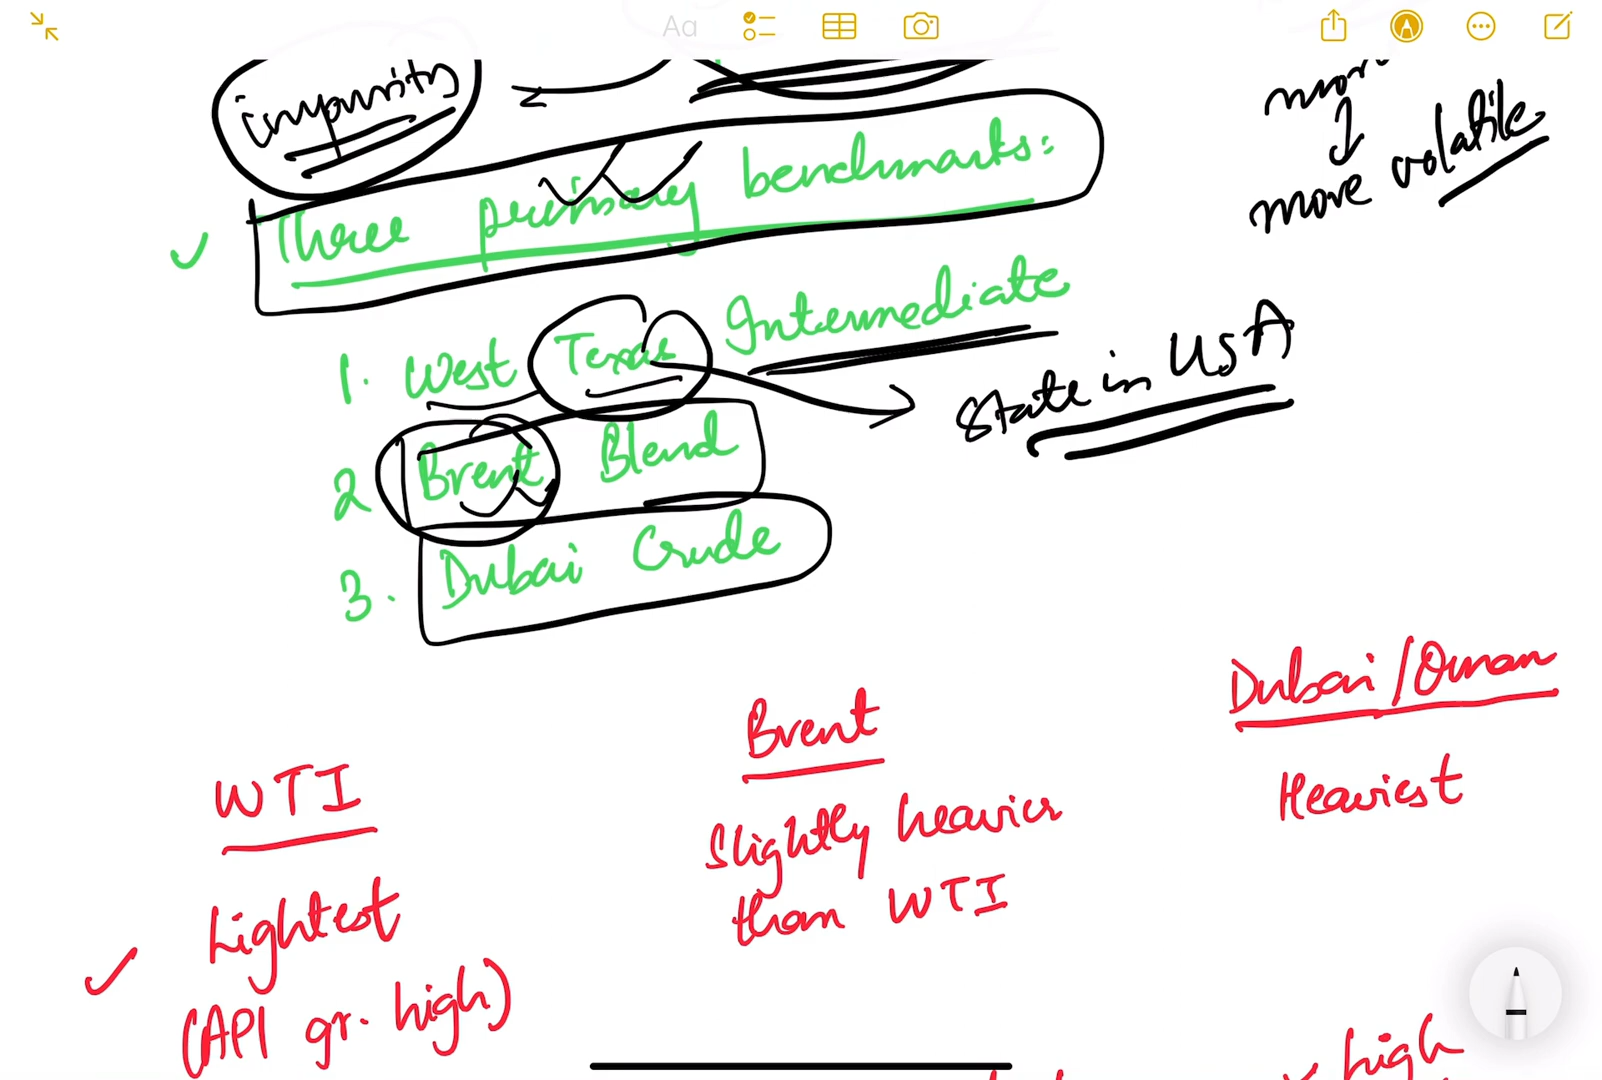 Aa
impurity
more
more volatile
Three primary benchmarks:
1. West Texas Intermediate
State in USA
2 Brent Blend
3. Dubai Crude
WTI
Lightest
(API gr. high)
Brent
Slightly heavier
than WTI
Dubai/Oman
Heaviest
high